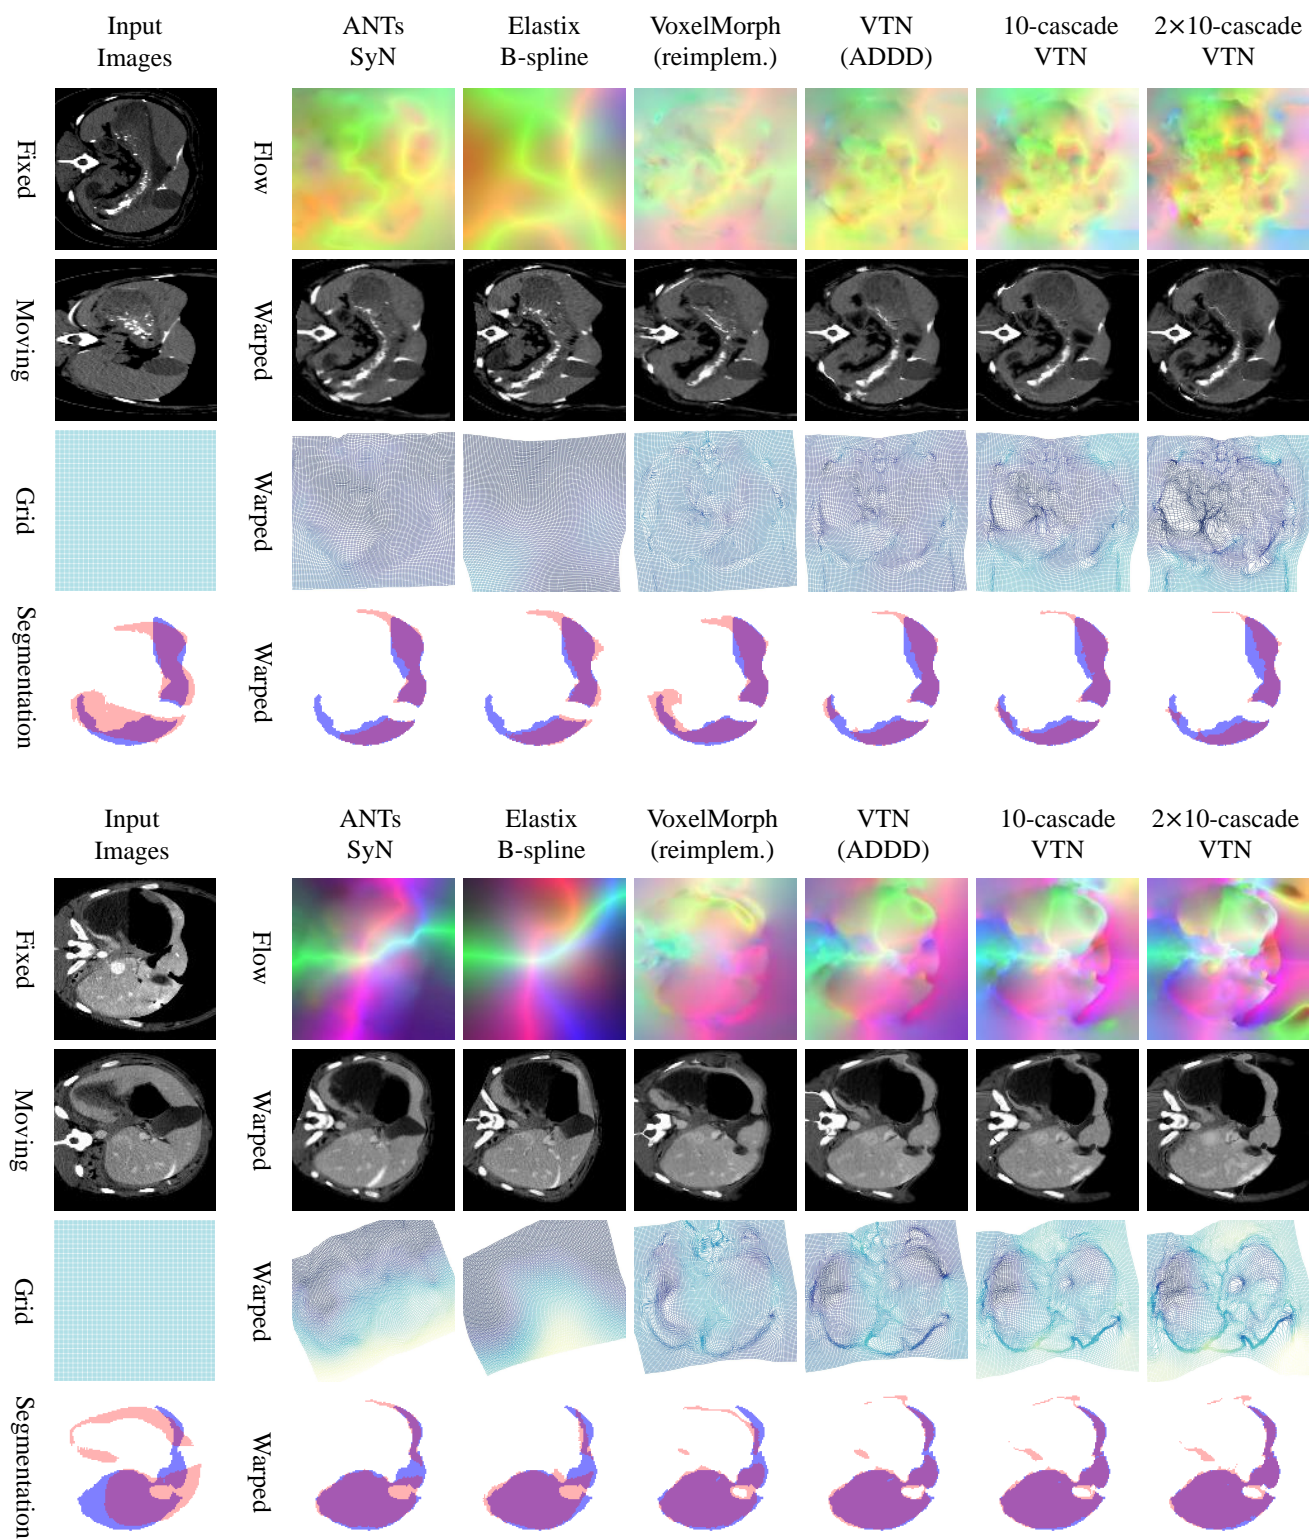 Input
Images
ANTs
SyN
Elastix
B-spline
VoxelMorph
(reimplem.)
VTN
(ADDD)
10-cascade
VTN
2×10-cascade
VTN
Fixed
Flow
Moving
Warped
Grid
Warped
Segmentation
Warped
Input
Images
ANTs
SyN
Elastix
B-spline
VoxelMorph
(reimplem.)
VTN
(ADDD)
10-cascade
VTN
2×10-cascade
VTN
Fixed
Flow
Moving
Warped
Grid
Warped
Segmentation
Warped